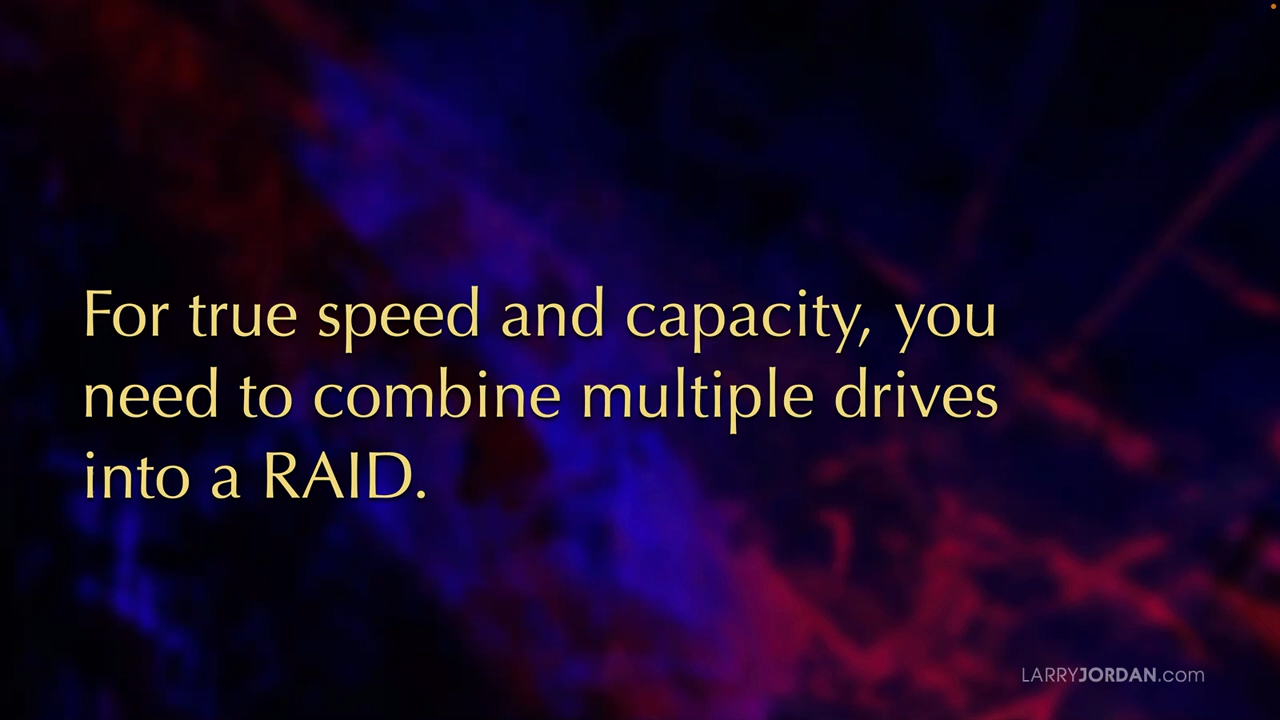 For true speed and capacity, you
need to combine multiple drives
into a RAID.
LARRYJORDAN.com